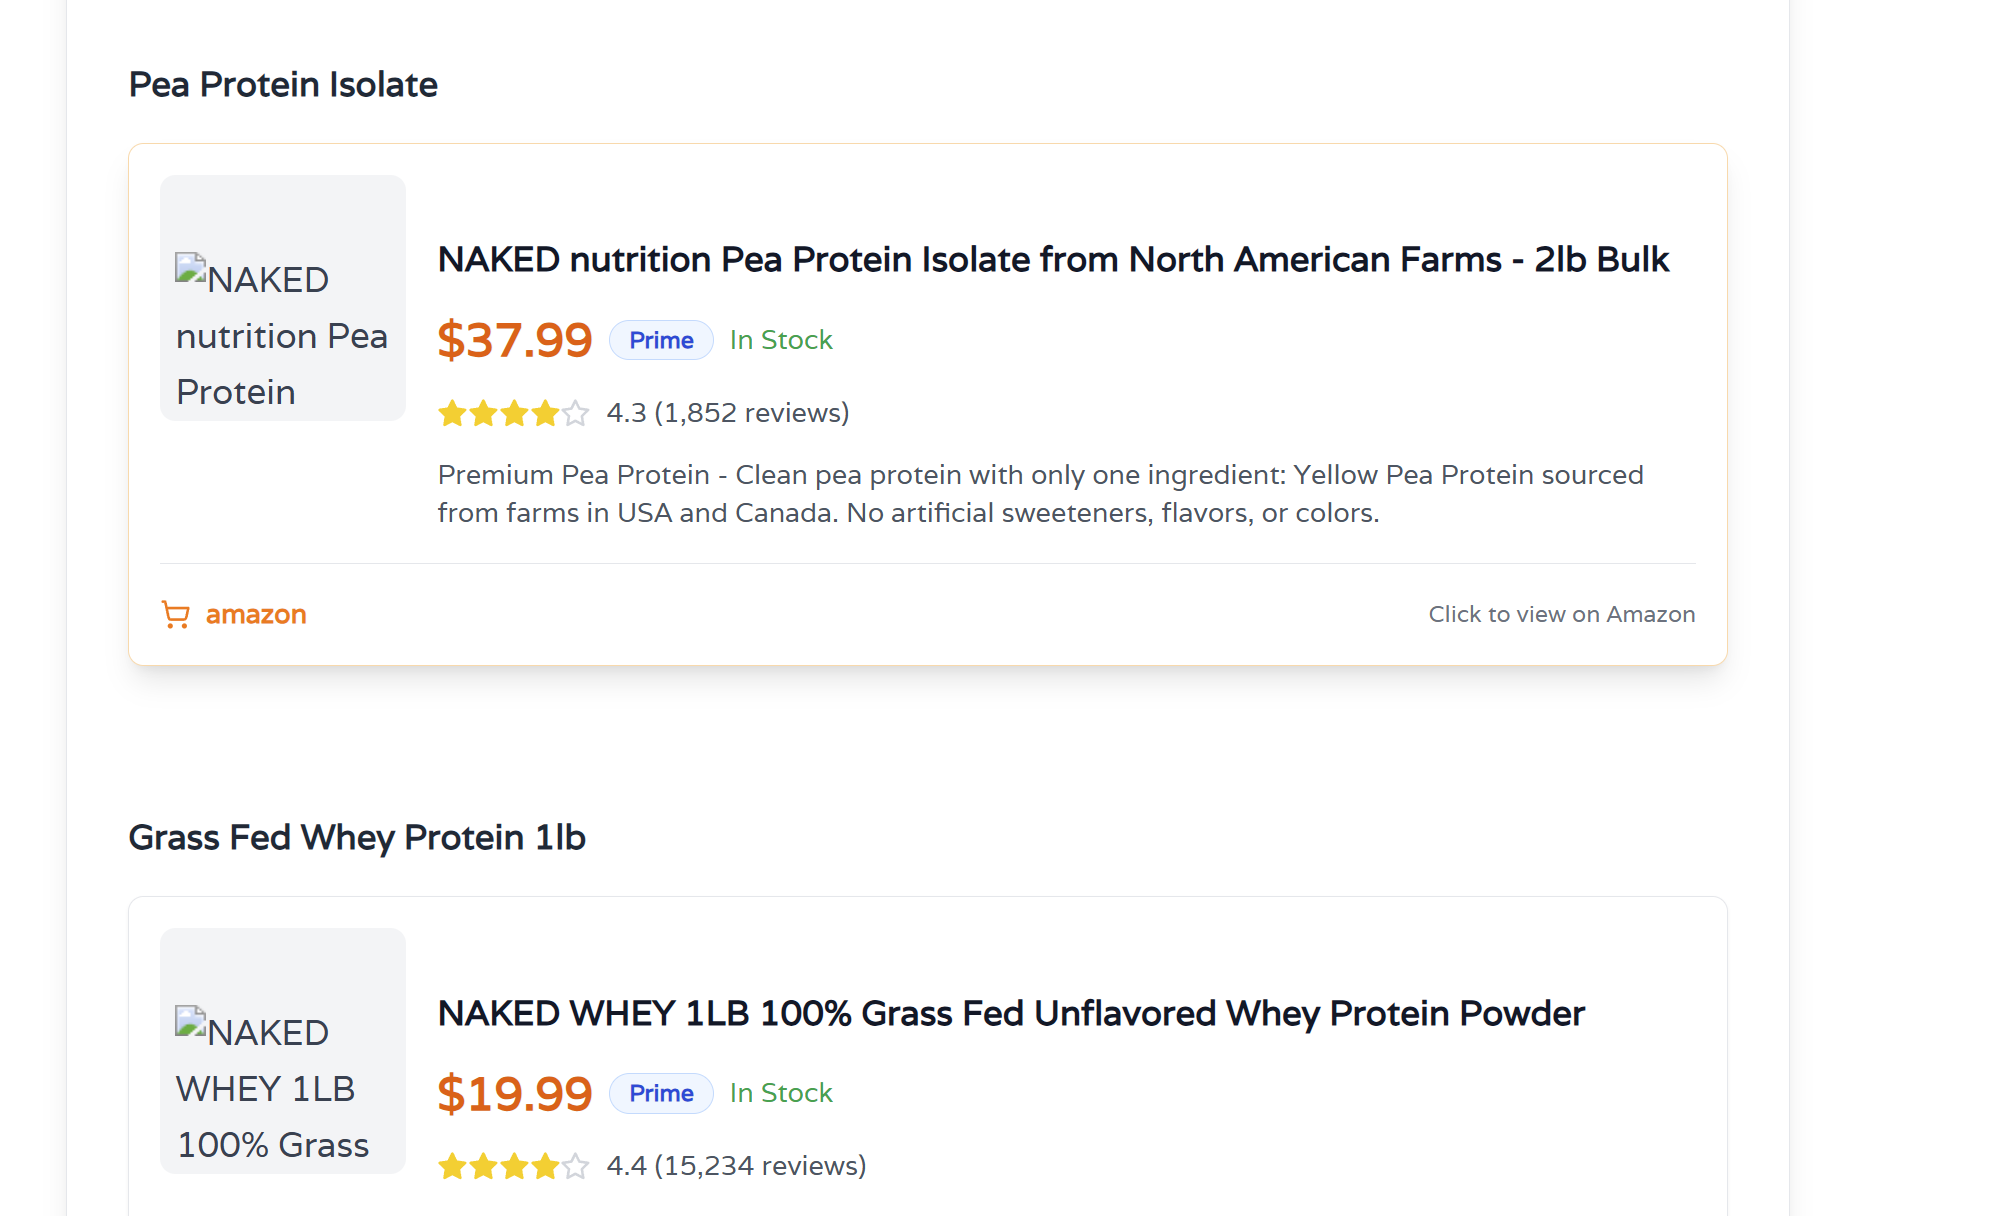 Pea Protein Isolate
NAKED
nutrition Pea
Protein
NAKED nutrition Pea Protein Isolate from North American Farms - 2lb Bulk
$37.99 Prime In Stock
4.3 (1,852 reviews)
Premium Pea Protein - Clean pea protein with only one ingredient: Yellow Pea Protein sourced
from farms in USA and Canada. No artificial sweeteners, flavors, or colors.
amazon
Click to view on Amazon
Grass Fed Whey Protein 1lb
NAKED
WHEY 1LB
100% Grass
NAKED WHEY 1LB 100% Grass Fed Unflavored Whey Protein Powder
$19.99 Prime In Stock
4.4 (15,234 reviews)